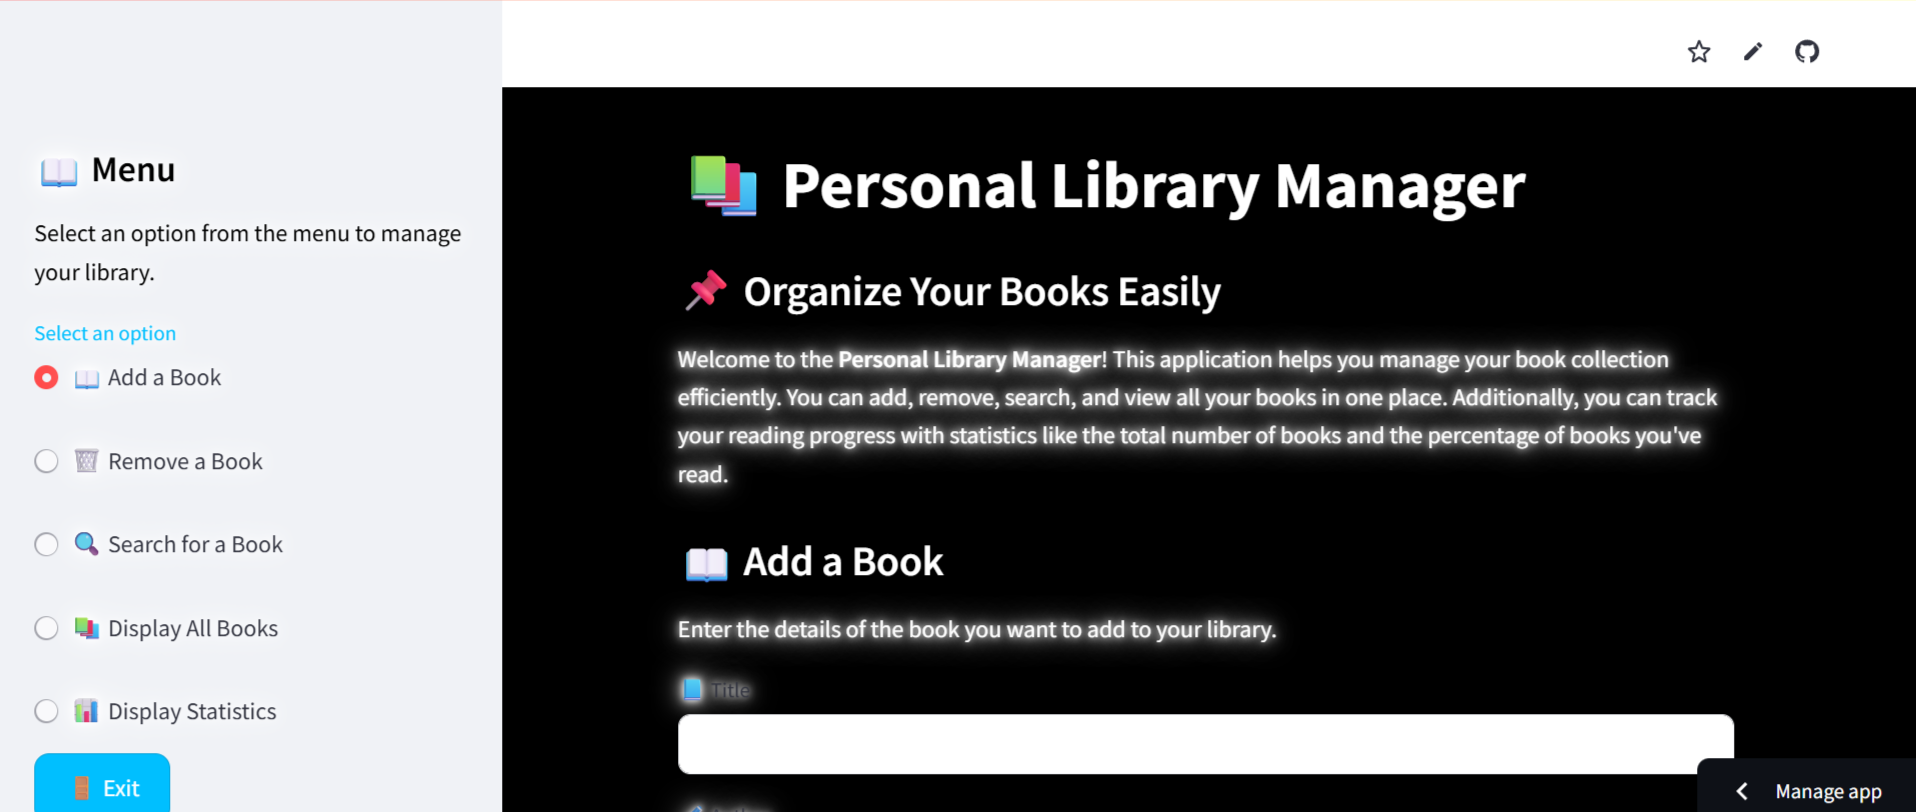 Menu
Select an option from the menu to manage
your library.
Select an option
Add a Book
Remove a Book
Search for a Book
Display All Books
Display Statistics
Exit
Personal Library Manager
Organize Your Books Easily
Welcome to the Personal Library Manager! This application helps you manage your book collection
efficiently. You can add, remove, search, and view all your books in one place. Additionally, you can track
your reading progress with statistics like the total number of books and the percentage of books you've
read.
Add a Book
Enter the details of the book you want to add to your library.
Title
Manage app